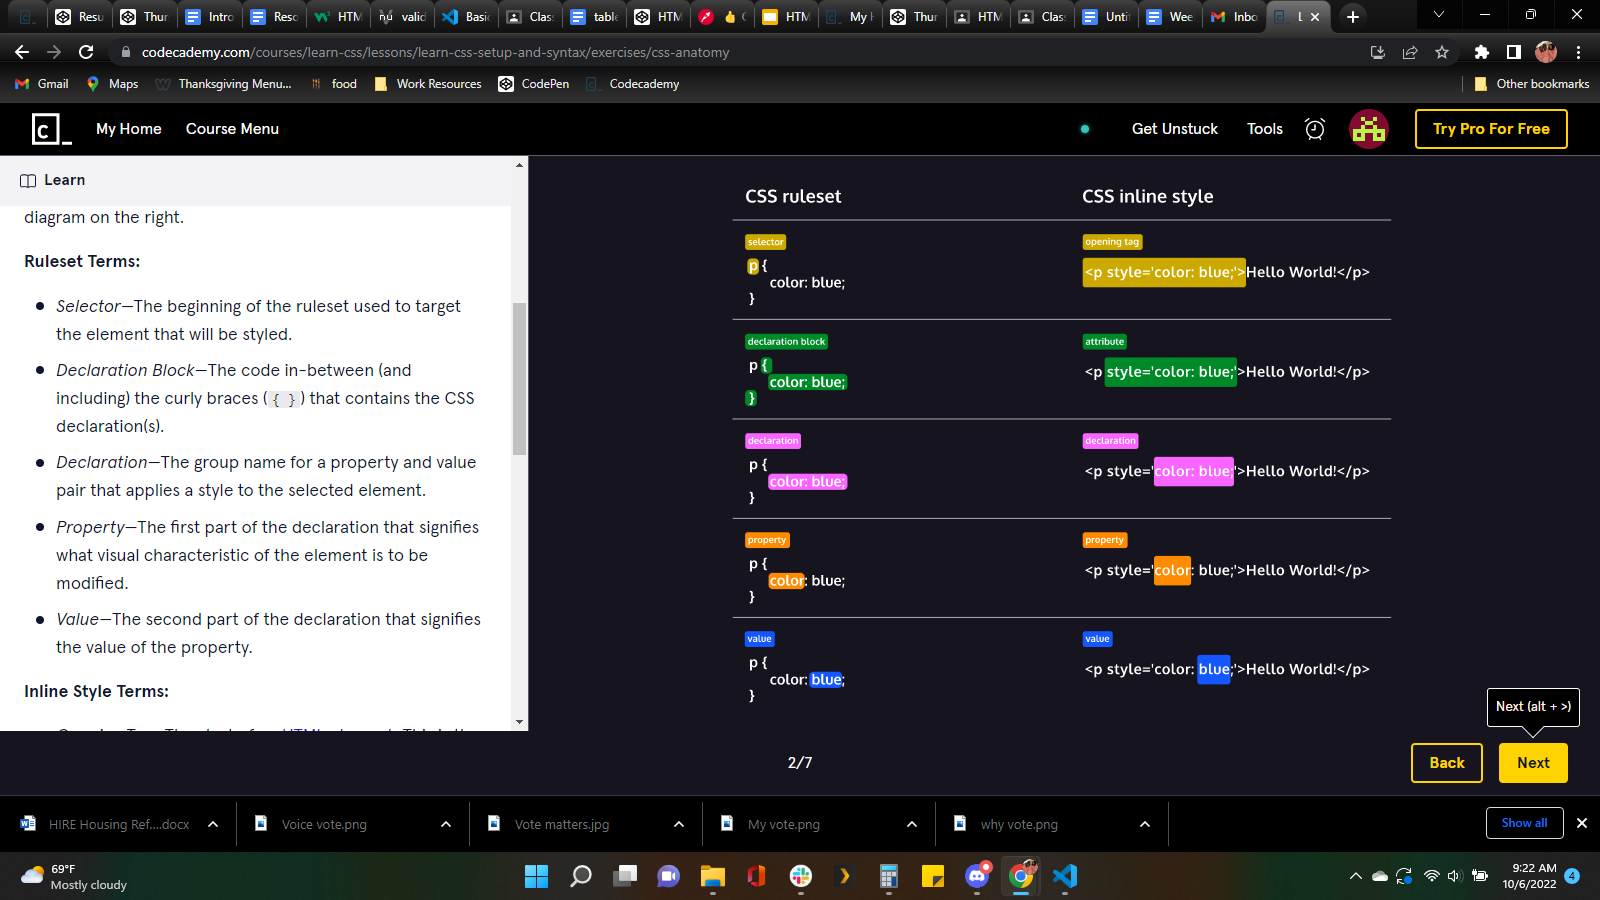 Resu
Thur
Intro
Reso
HTM
valid
Basic
Class
table
HTM
HTM
My H
Thur
HTM
Class
Unti
Wee
Inbo
L
codecademy.com/courses/learn-css/lessons/learn-css-setup-and-syntax/exercises/css-anatomy
Gmail Maps Thanksgiving Menu... food Work Resources CodePen Codecademy Other bookmarks
C_ My Home Course Menu Get Unstuck Tools Try Pro For Free
Learn
diagram on the right.
Ruleset Terms:
Selector—The beginning of the ruleset used to target
the element that will be styled.
Declaration Block—The code in-between (and
including) the curly braces ( { } ) that contains the CSS
declaration(s).
Declaration—The group name for a property and value
pair that applies a style to the selected element.
Property—The first part of the declaration that signifies
what visual characteristic of the element is to be
modified.
Value—The second part of the declaration that signifies
the value of the property.
Inline Style Terms:
CSS ruleset CSS inline style
selector
p {
color: blue;
}
opening tag
<p style='color: blue;'>Hello World!</p>
declaration block
p {
color: blue;
}
attribute
<p style='color: blue;'>Hello World!</p>
declaration
p {
color: blue;
}
declaration
<p style='color: blue;'>Hello World!</p>
property
p {
color: blue;
}
property
<p style='color: blue;'>Hello World!</p>
value
p {
color: blue;
}
value
<p style='color: blue;'>Hello World!</p>
Next (alt + >)
2/7
Back Next
HIRE Housing Ref....docx Voice vote.png Vote matters.jpg My vote.png why vote.png Show all
69°F
Mostly cloudy
9:22 AM
10/6/2022
4